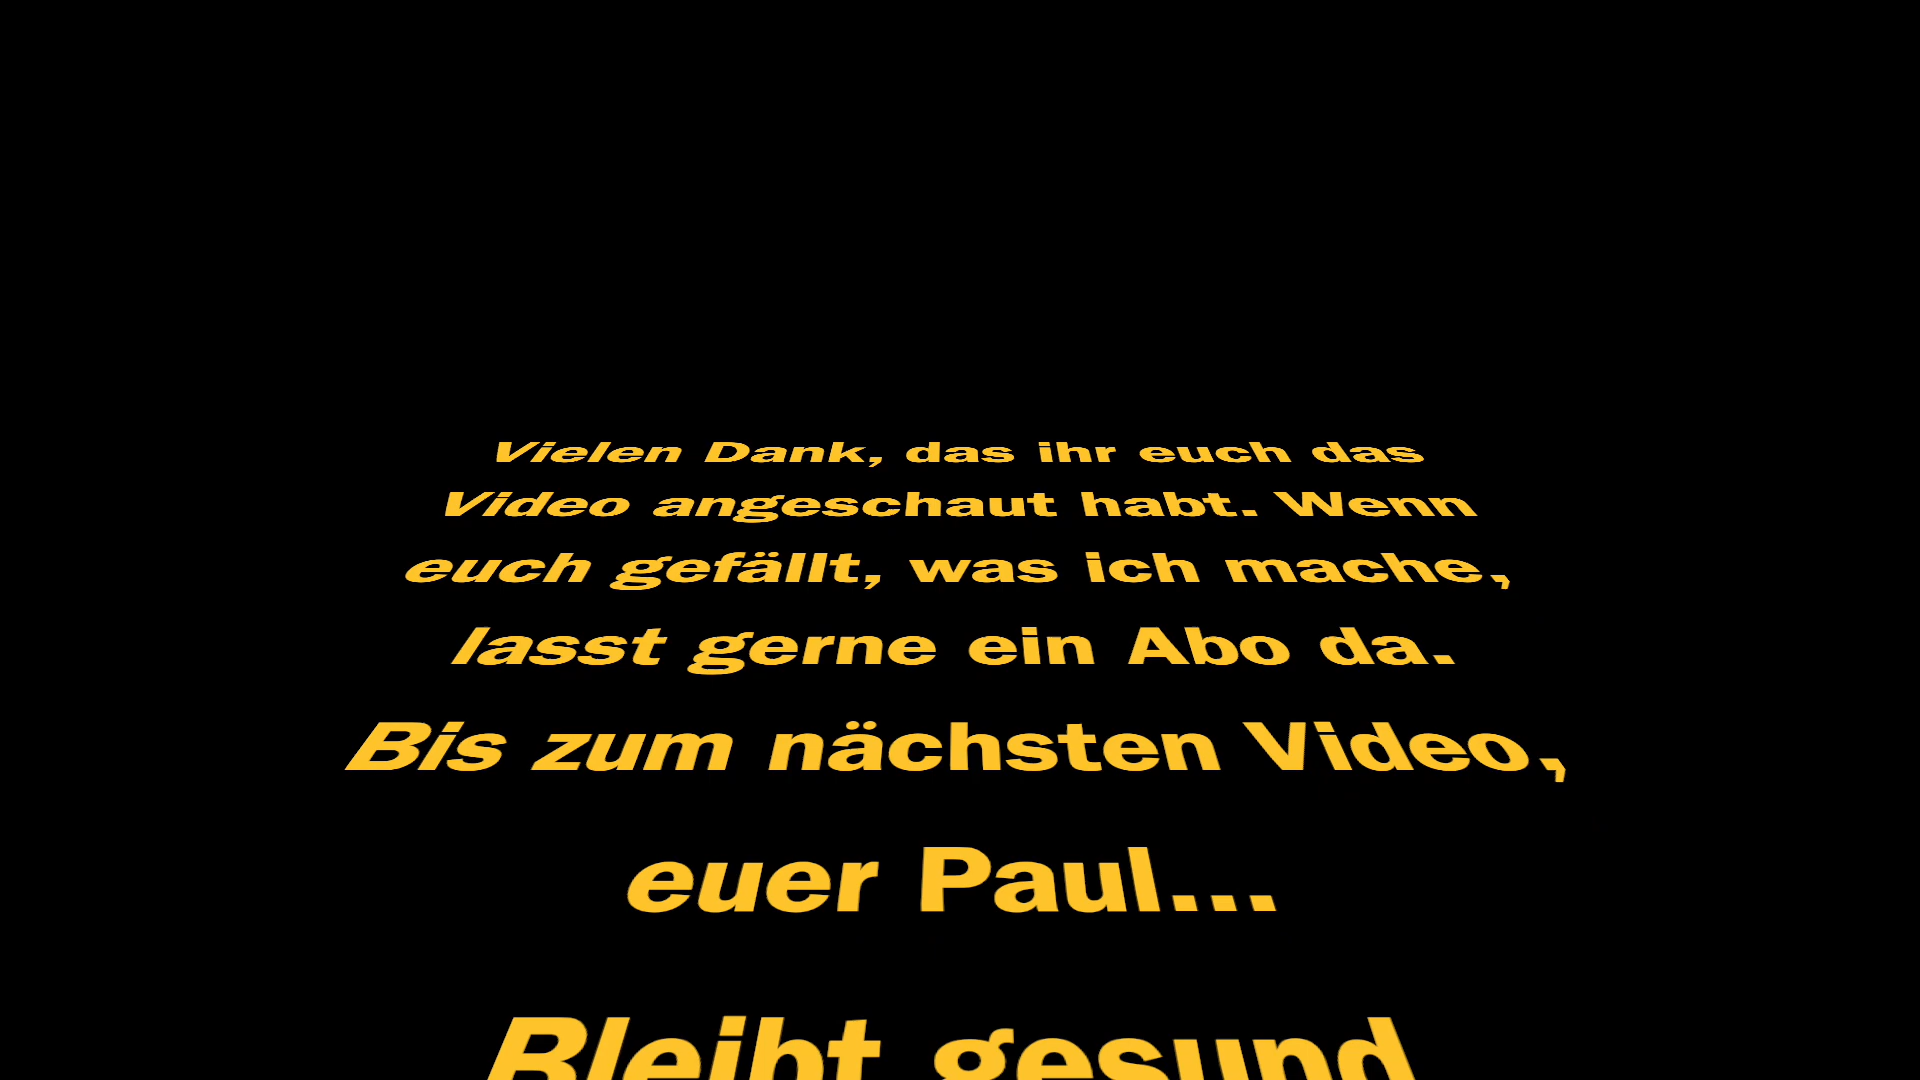 Vielen Dank, das ihr euch das
Video angeschaut habt. Wenn
euch gefällt, was ich mache,
lasst gerne ein Abo da.
Bis zum nächsten Video,
euer Paul...
Bleibt gesund